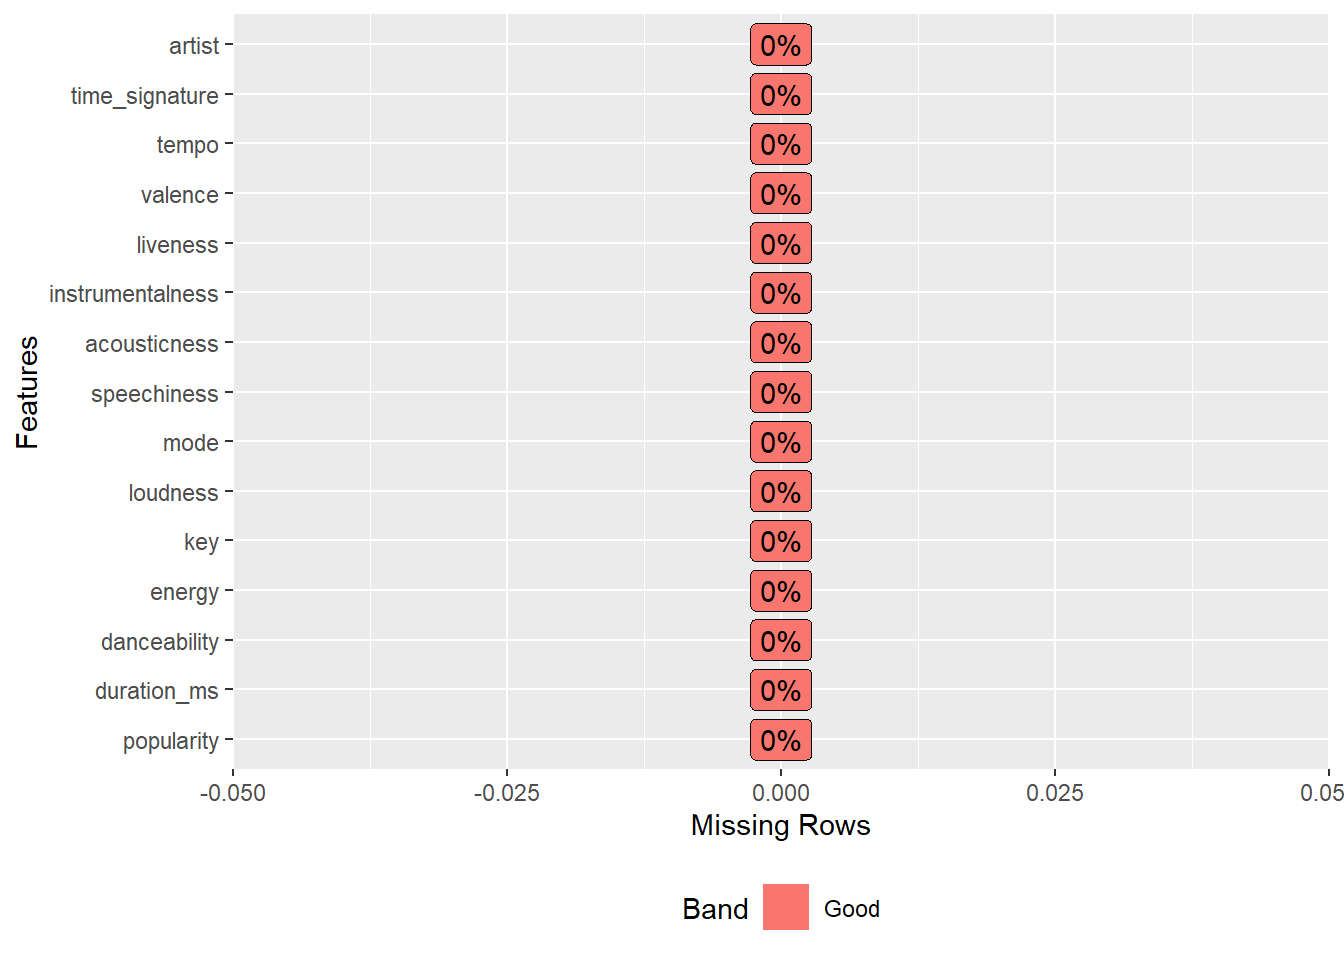 artist 0%
time_signature 0%
tempo 0%
valence 0%
liveness 0%
instrumentalness 0%
acousticness 0%
speechiness 0%
mode 0%
loudness 0%
key 0%
energy 0%
danceability 0%
duration_ms 0%
popularity 0%
Features
-0.050 -0.025 0.000 0.025 0.05
Missing Rows
Band Good